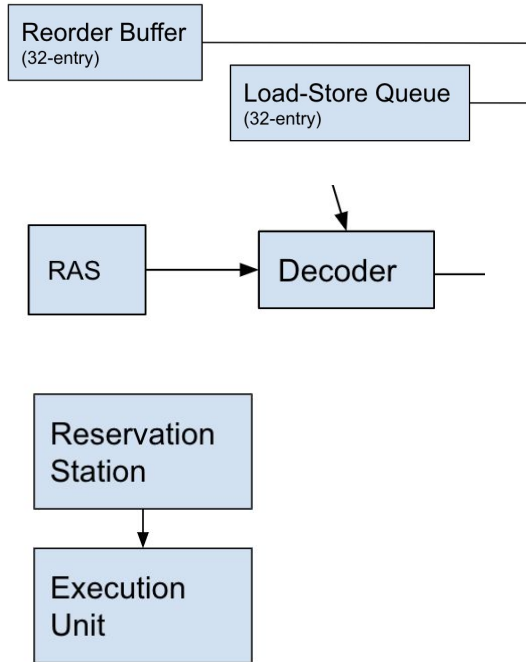 Reorder Buffer
(32-entry)
Load-Store Queue
(32-entry)
RAS
Decoder
Reservation
Station
Execution
Unit